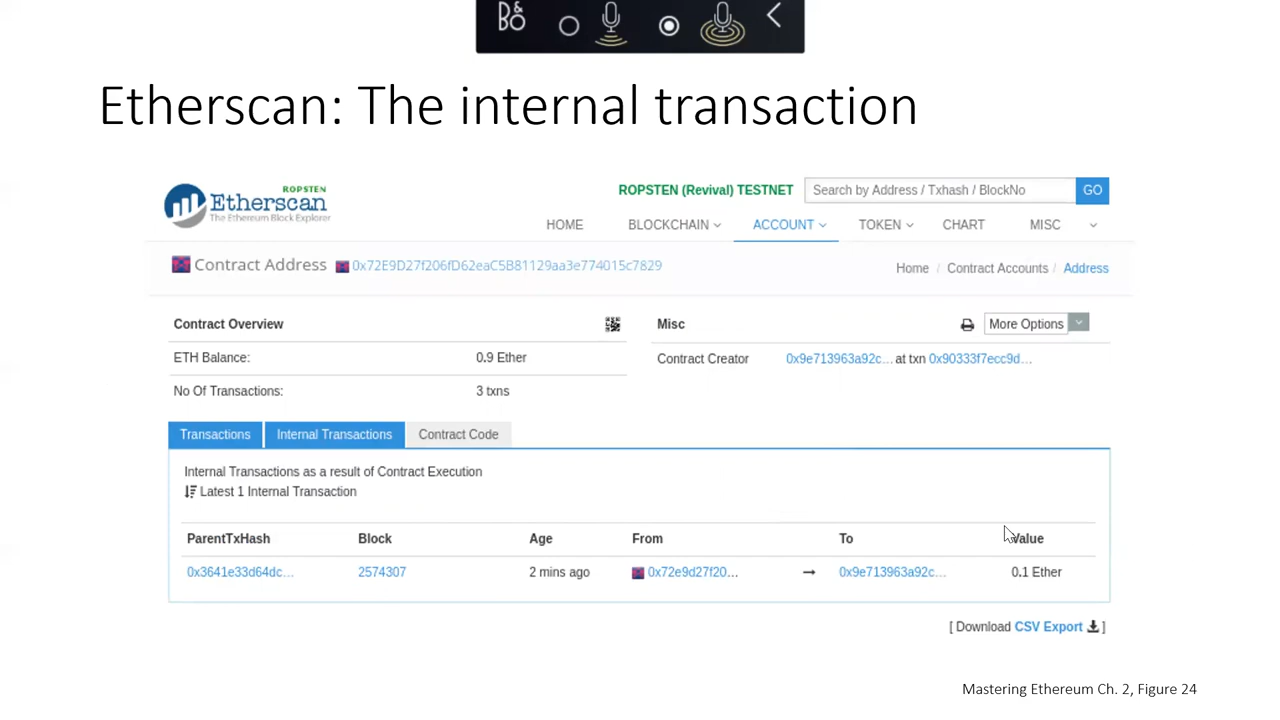 B&O
Etherscan: The internal transaction
ROPSTEN
Etherscan
The Ethereum Block Explorer
ROPSTEN (Revival) TESTNET
Search by Address / Txhash / BlockNo
GO
HOME
BLOCKCHAIN
ACCOUNT
TOKEN
CHART
MISC
Contract Address 0x72E9D27f206fD62eaC5B81129aa3e774015c7829
Home / Contract Accounts / Address
Contract Overview
ETH Balance: 0.9 Ether
No Of Transactions: 3 txns
Misc
More Options
Contract Creator 0x9e713963a92c... at txn 0x90333f7ecc9d...
Transactions
Internal Transactions
Contract Code
Internal Transactions as a result of Contract Execution
Latest 1 Internal Transaction
ParentTxHash Block Age From To Value
0x3641e33d64dc... 2574307 2 mins ago 0x72e9d27f20... → 0x9e713963a92c... 0.1 Ether
[ Download CSV Export ]
Mastering Ethereum Ch. 2, Figure 24